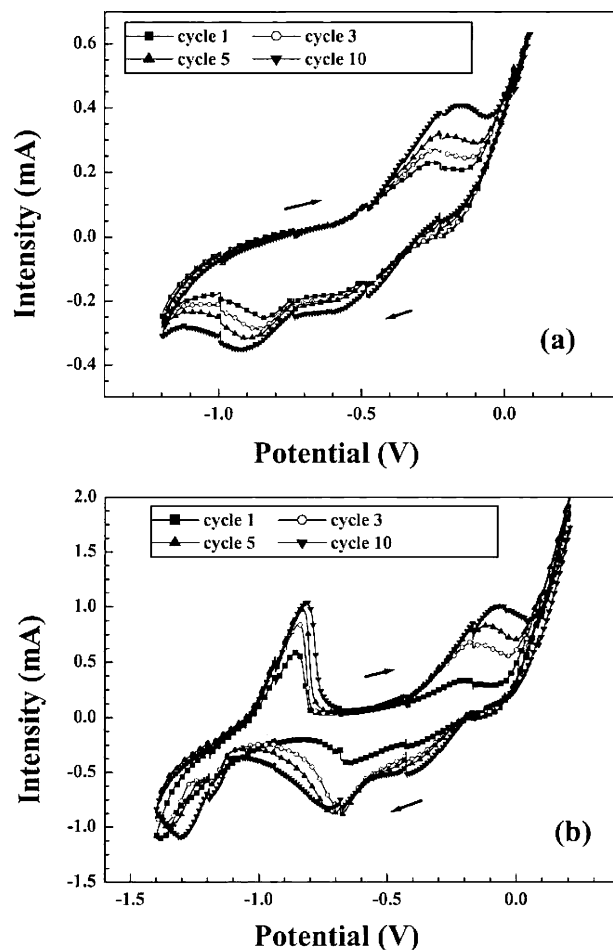 cycle 1 cycle 3
cycle 5 cycle 10
0.6
0.4
0.2
0.0
-0.2
-0.4
Intensity (mA)
(a)
-1.0 -0.5 0.0
Potential (V)
cycle 1 cycle 3
cycle 5 cycle 10
2.0
1.5
1.0
0.5
0.0
-0.5
-1.0
-1.5
Intensity (mA)
(b)
-1.5 -1.0 -0.5 0.0
Potential (V)